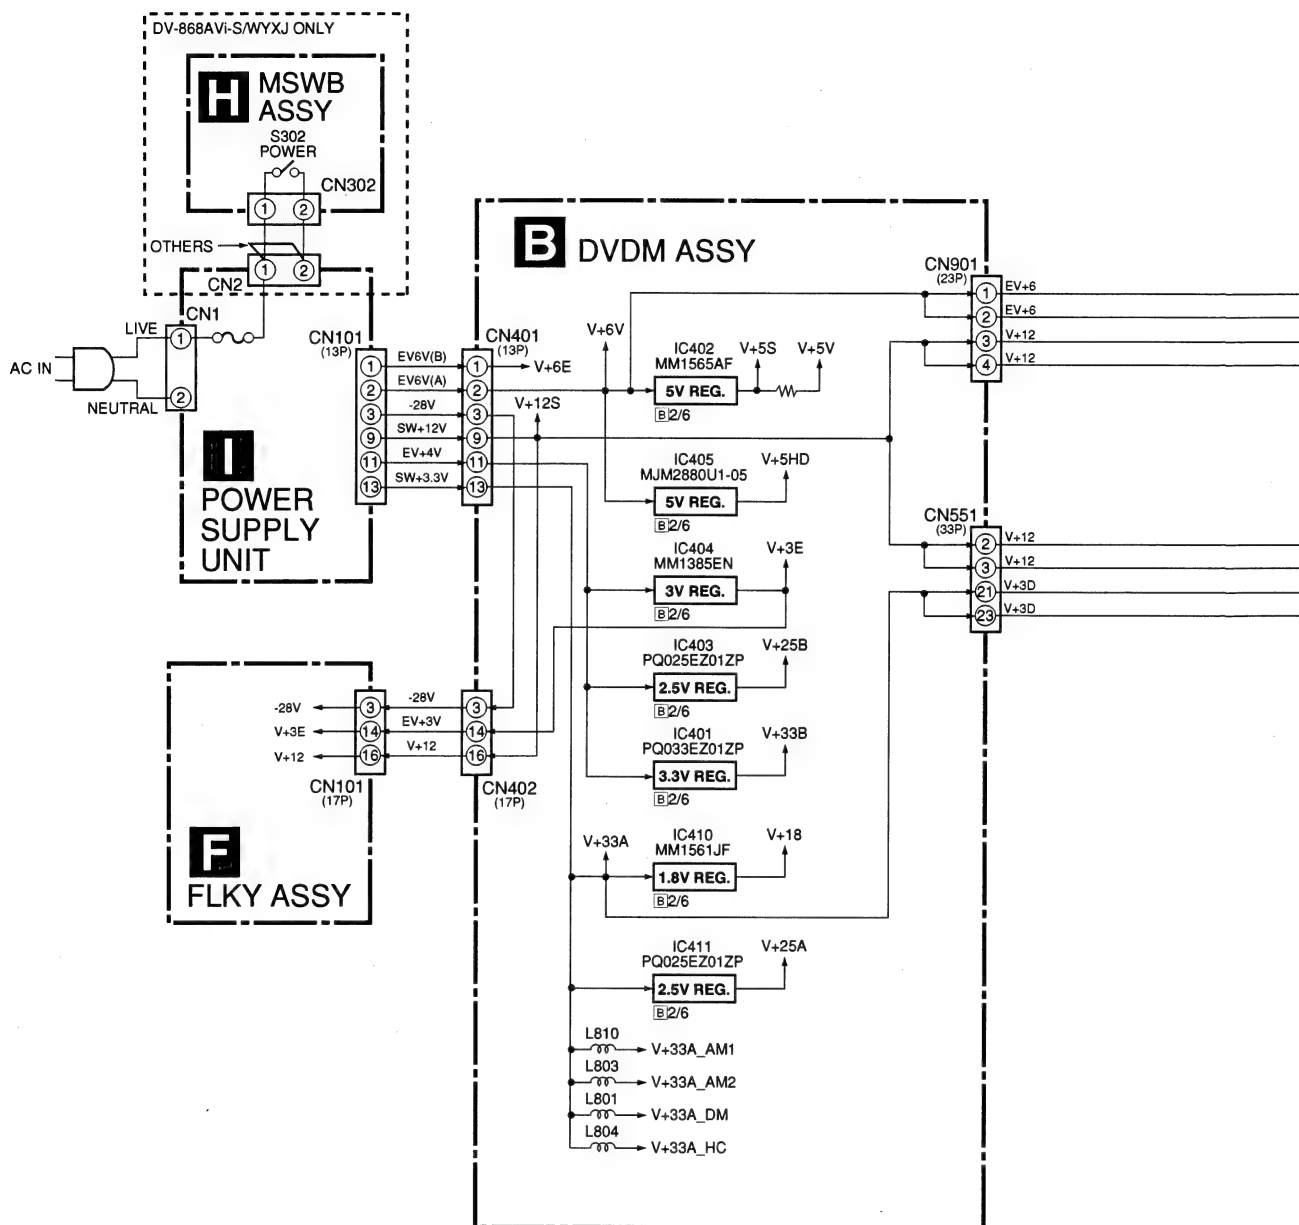 DV-868AVi-S/WYXJ ONLY
H
MSWB
ASSY
S302
POWER
CN302
1
2
OTHERS
1
2
CN2
CN1
LIVE
1
AC IN
2
NEUTRAL
I
POWER
SUPPLY
UNIT
CN101
(13P)
1
2
3
9
11
13
EV6V(B)
EV6V(A)
-28V
SW+12V
EV+4V
SW+3.3V
CN401
(13P)
1
2
3
9
11
13
B
DVDM ASSY
V+6E
V+12S
V+6V
IC402
MM1565AF
5V REG.
B 2/6
V+5S
V+5V
IC405
MJM2880U1-05
5V REG.
B 2/6
V+5HD
IC404
MM1385EN
3V REG.
B 2/6
V+3E
IC403
PQ025EZ01ZP
2.5V REG.
B 2/6
V+25B
IC401
PQ033EZ01ZP
3.3V REG.
B 2/6
V+33B
V+33A
IC410
MM1561JF
1.8V REG.
B 2/6
V+18
IC411
PQ025EZ01ZP
2.5V REG.
B 2/6
V+25A
L810
V+33A_AM1
L803
V+33A_AM2
L801
V+33A_DM
L804
V+33A_HC
CN901
(23P)
1 EV+6
2 EV+6
3 V+12
4 V+12
CN551
(33P)
2 V+12
3 V+12
21 V+3D
23 V+3D
-28V
V+3E
V+12
3
14
16
CN101
(17P)
-28V
EV+3V
V+12
3
14
16
CN402
(17P)
F
FLKY ASSY